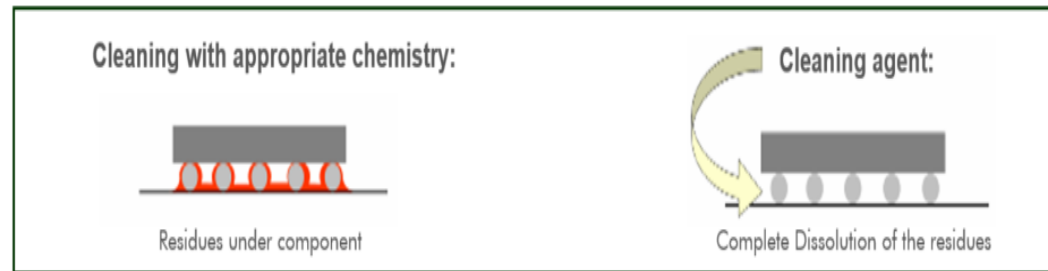 Cleaning with appropriate chemistry:
Cleaning agent:
Residues under component
Complete Dissolution of the residues